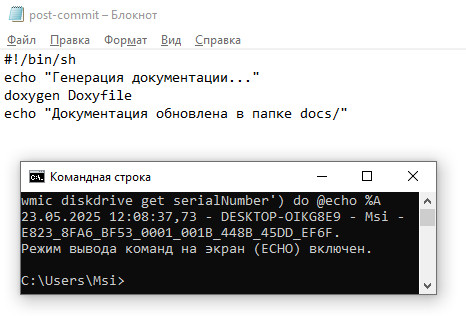 post-commit – Блокнот
Файл Правка Формат Вид Справка
#!/bin/sh
echo "Генерация документации..."
doxygen Doxyfile
echo "Документация обновлена в папке docs/"
Командная строка
wmic diskdrive get serialNumber') do @echo %A
23.05.2025 12:08:37,73 - DESKTOP-OIKG8E9 - Msi -
E823_8FA6_BF53_0001_001B_448B_45DD_EF6F.
Режим вывода команд на экран (ECHO) включен.
C:\Users\Msi>